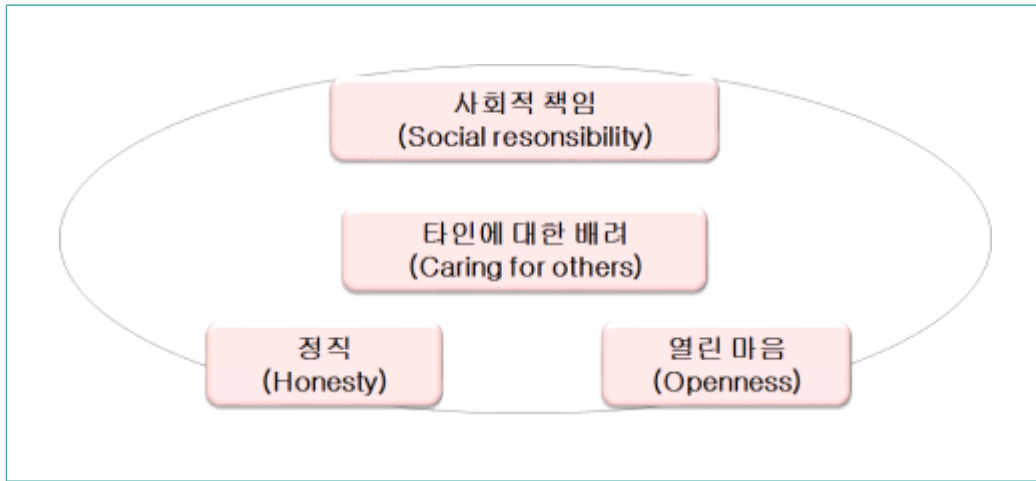 사회적 책임
(Social resonsibility)
타인에 대한 배려
(Caring for others)
정직
(Honesty)
열린 마음
(Openness)